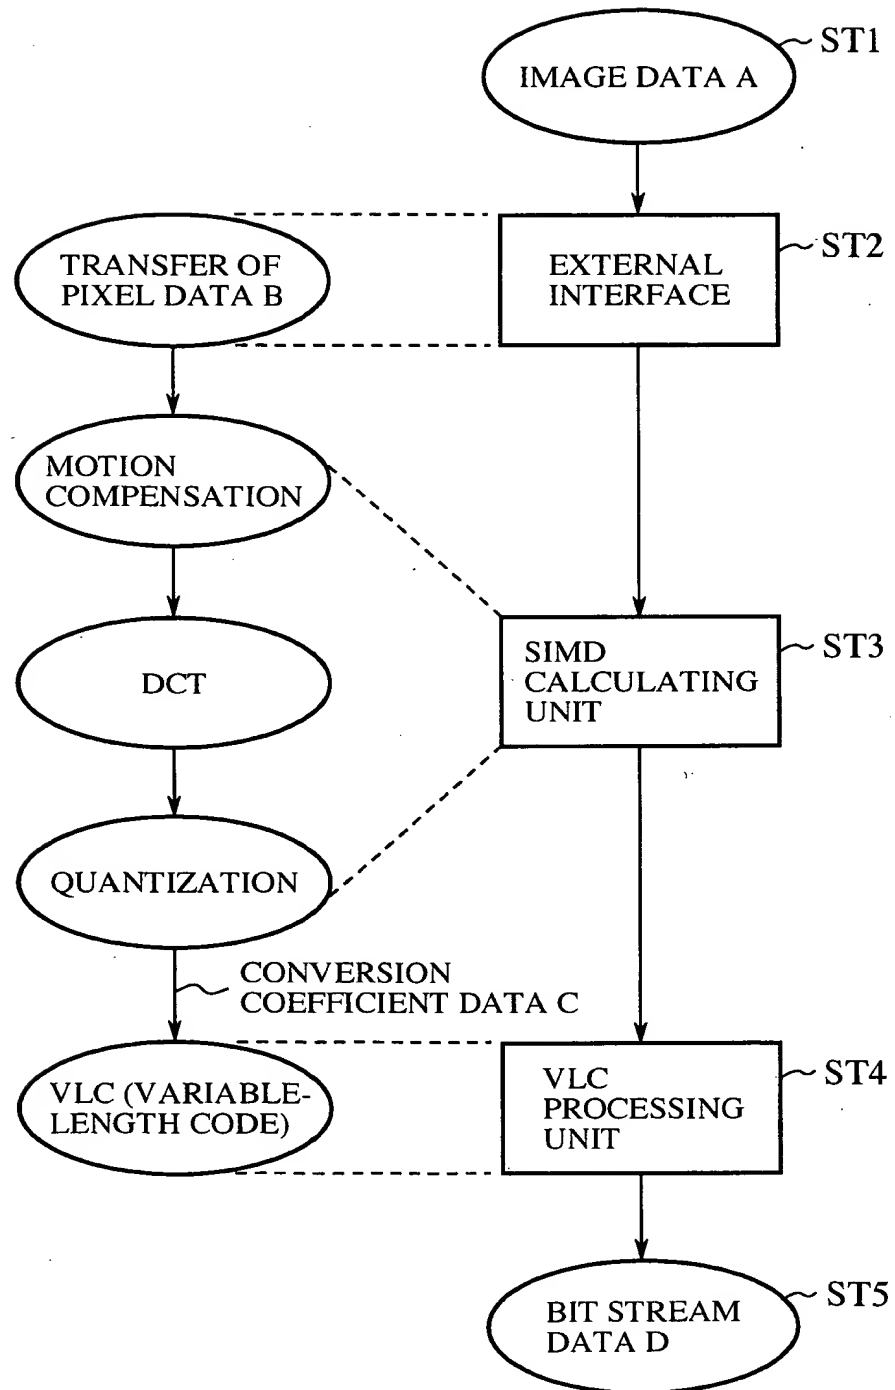 IMAGE DATA A
ST1
TRANSFER OF
PIXEL DATA B
EXTERNAL
INTERFACE
ST2
MOTION
COMPENSATION
DCT
SIMD
CALCULATING
UNIT
ST3
QUANTIZATION
CONVERSION
COEFFICIENT DATA C
VLC (VARIABLE-
LENGTH CODE)
VLC
PROCESSING
UNIT
ST4
BIT STREAM
DATA D
ST5